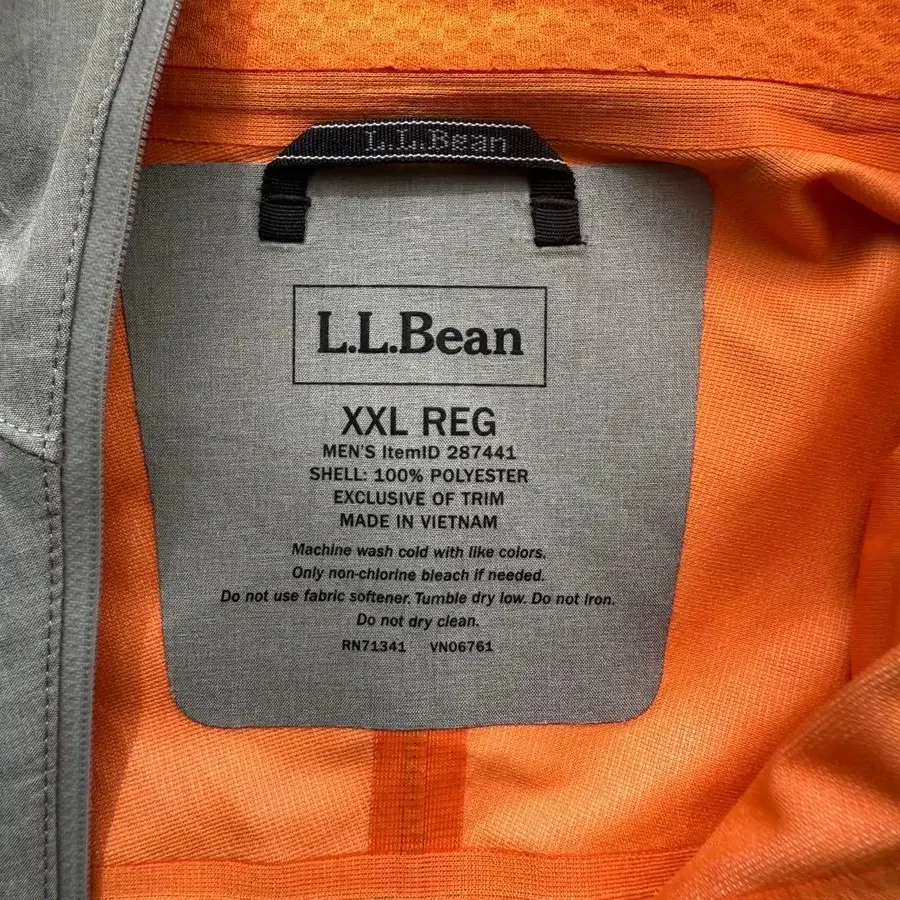 L.L.Bean
L.L.Bean
XXL REG
MEN'S ItemID 287441
SHELL: 100% POLYESTER
EXCLUSIVE OF TRIM
MADE IN VIETNAM
Machine wash cold with like colors.
Only non-chlorine bleach if needed.
Do not use fabric softener. Tumble dry low. Do not iron.
Do not dry clean.
RN71341 VN06761